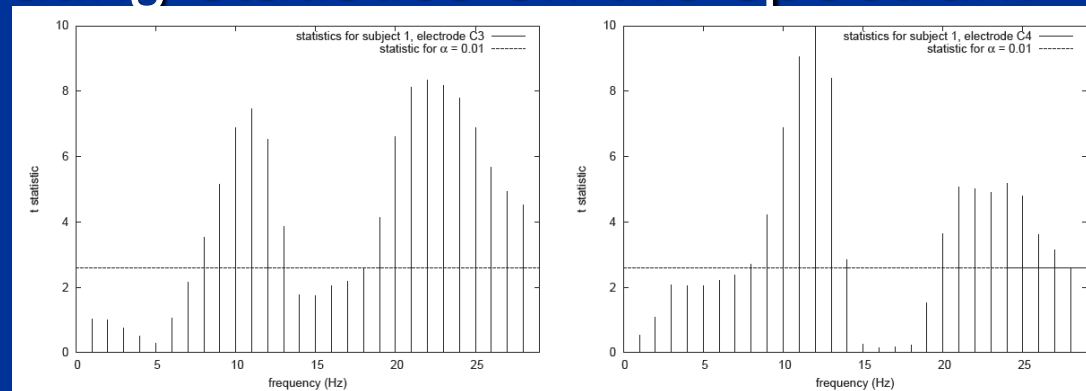 10
8
6
4
2
0
t statistic
statistics for subject 1, electrode C3
statistic for α = 0.01
0 5 10 15 20 25
frequency (Hz)
10
8
6
4
2
0
t statistic
statistics for subject 1, electrode C4
statistic for α = 0.01
0 5 10 15 20 25
frequency (Hz)